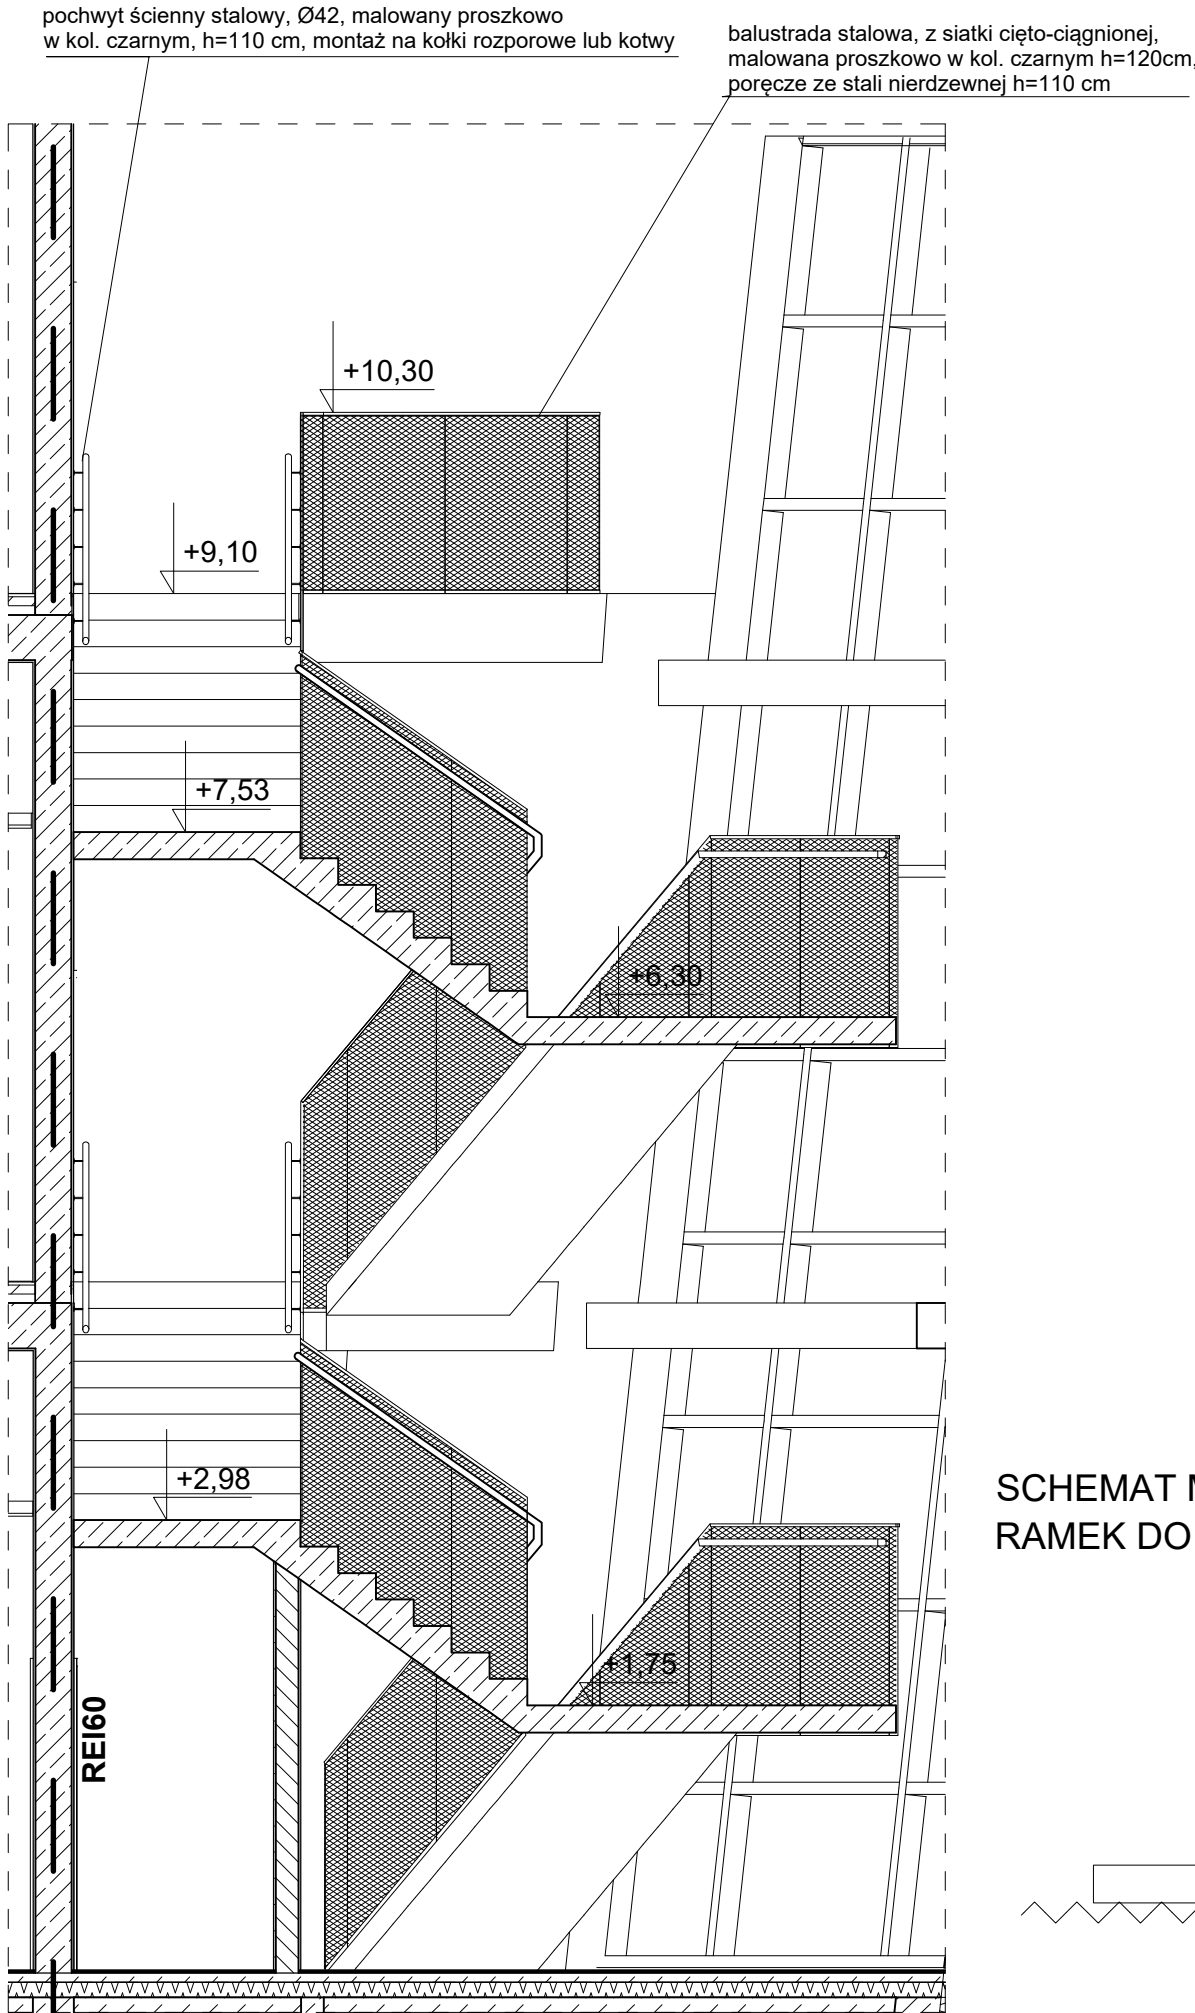 pochwyt ścienny stalowy, Ø42, malowany proszkowo
w kol. czarnym, h=110 cm, montaż na kołki rozporowe lub kotwy
balustrada stalowa, z siatki cięto-ciągnionej,
malowana proszkowo w kol. czarnym h=120cm,
poręcze ze stali nierdzewnej h=110 cm
+10,30
+9,10
+7,53
+6,30
+2,98
SCHEMAT
RAMEK DO
+1,75
REI60